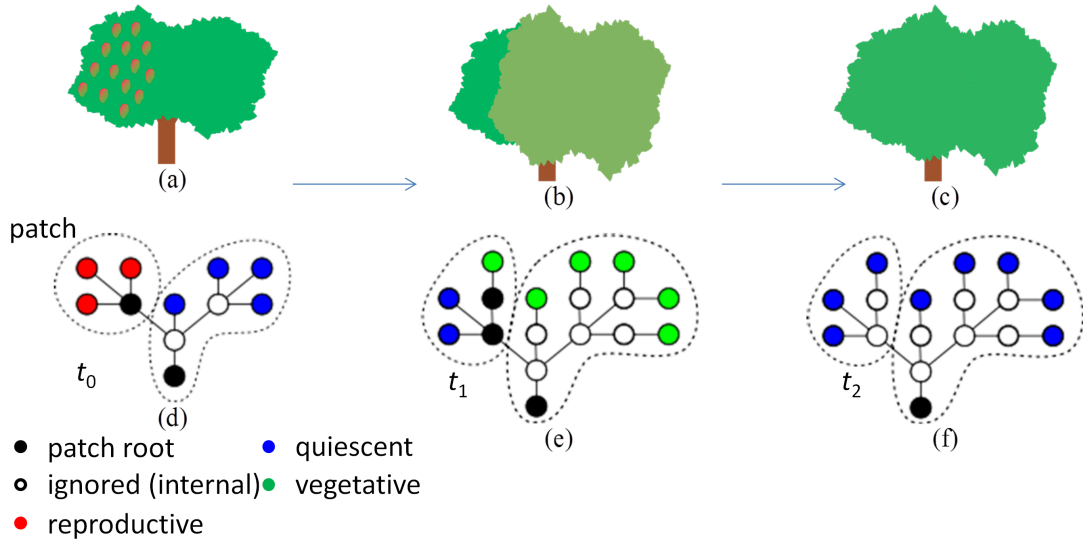 (a)
(b)
(c)
patch
t0
t1
t2
(d)
(e)
(f)
patch root
quiescent
ignored (internal)
vegetative
reproductive